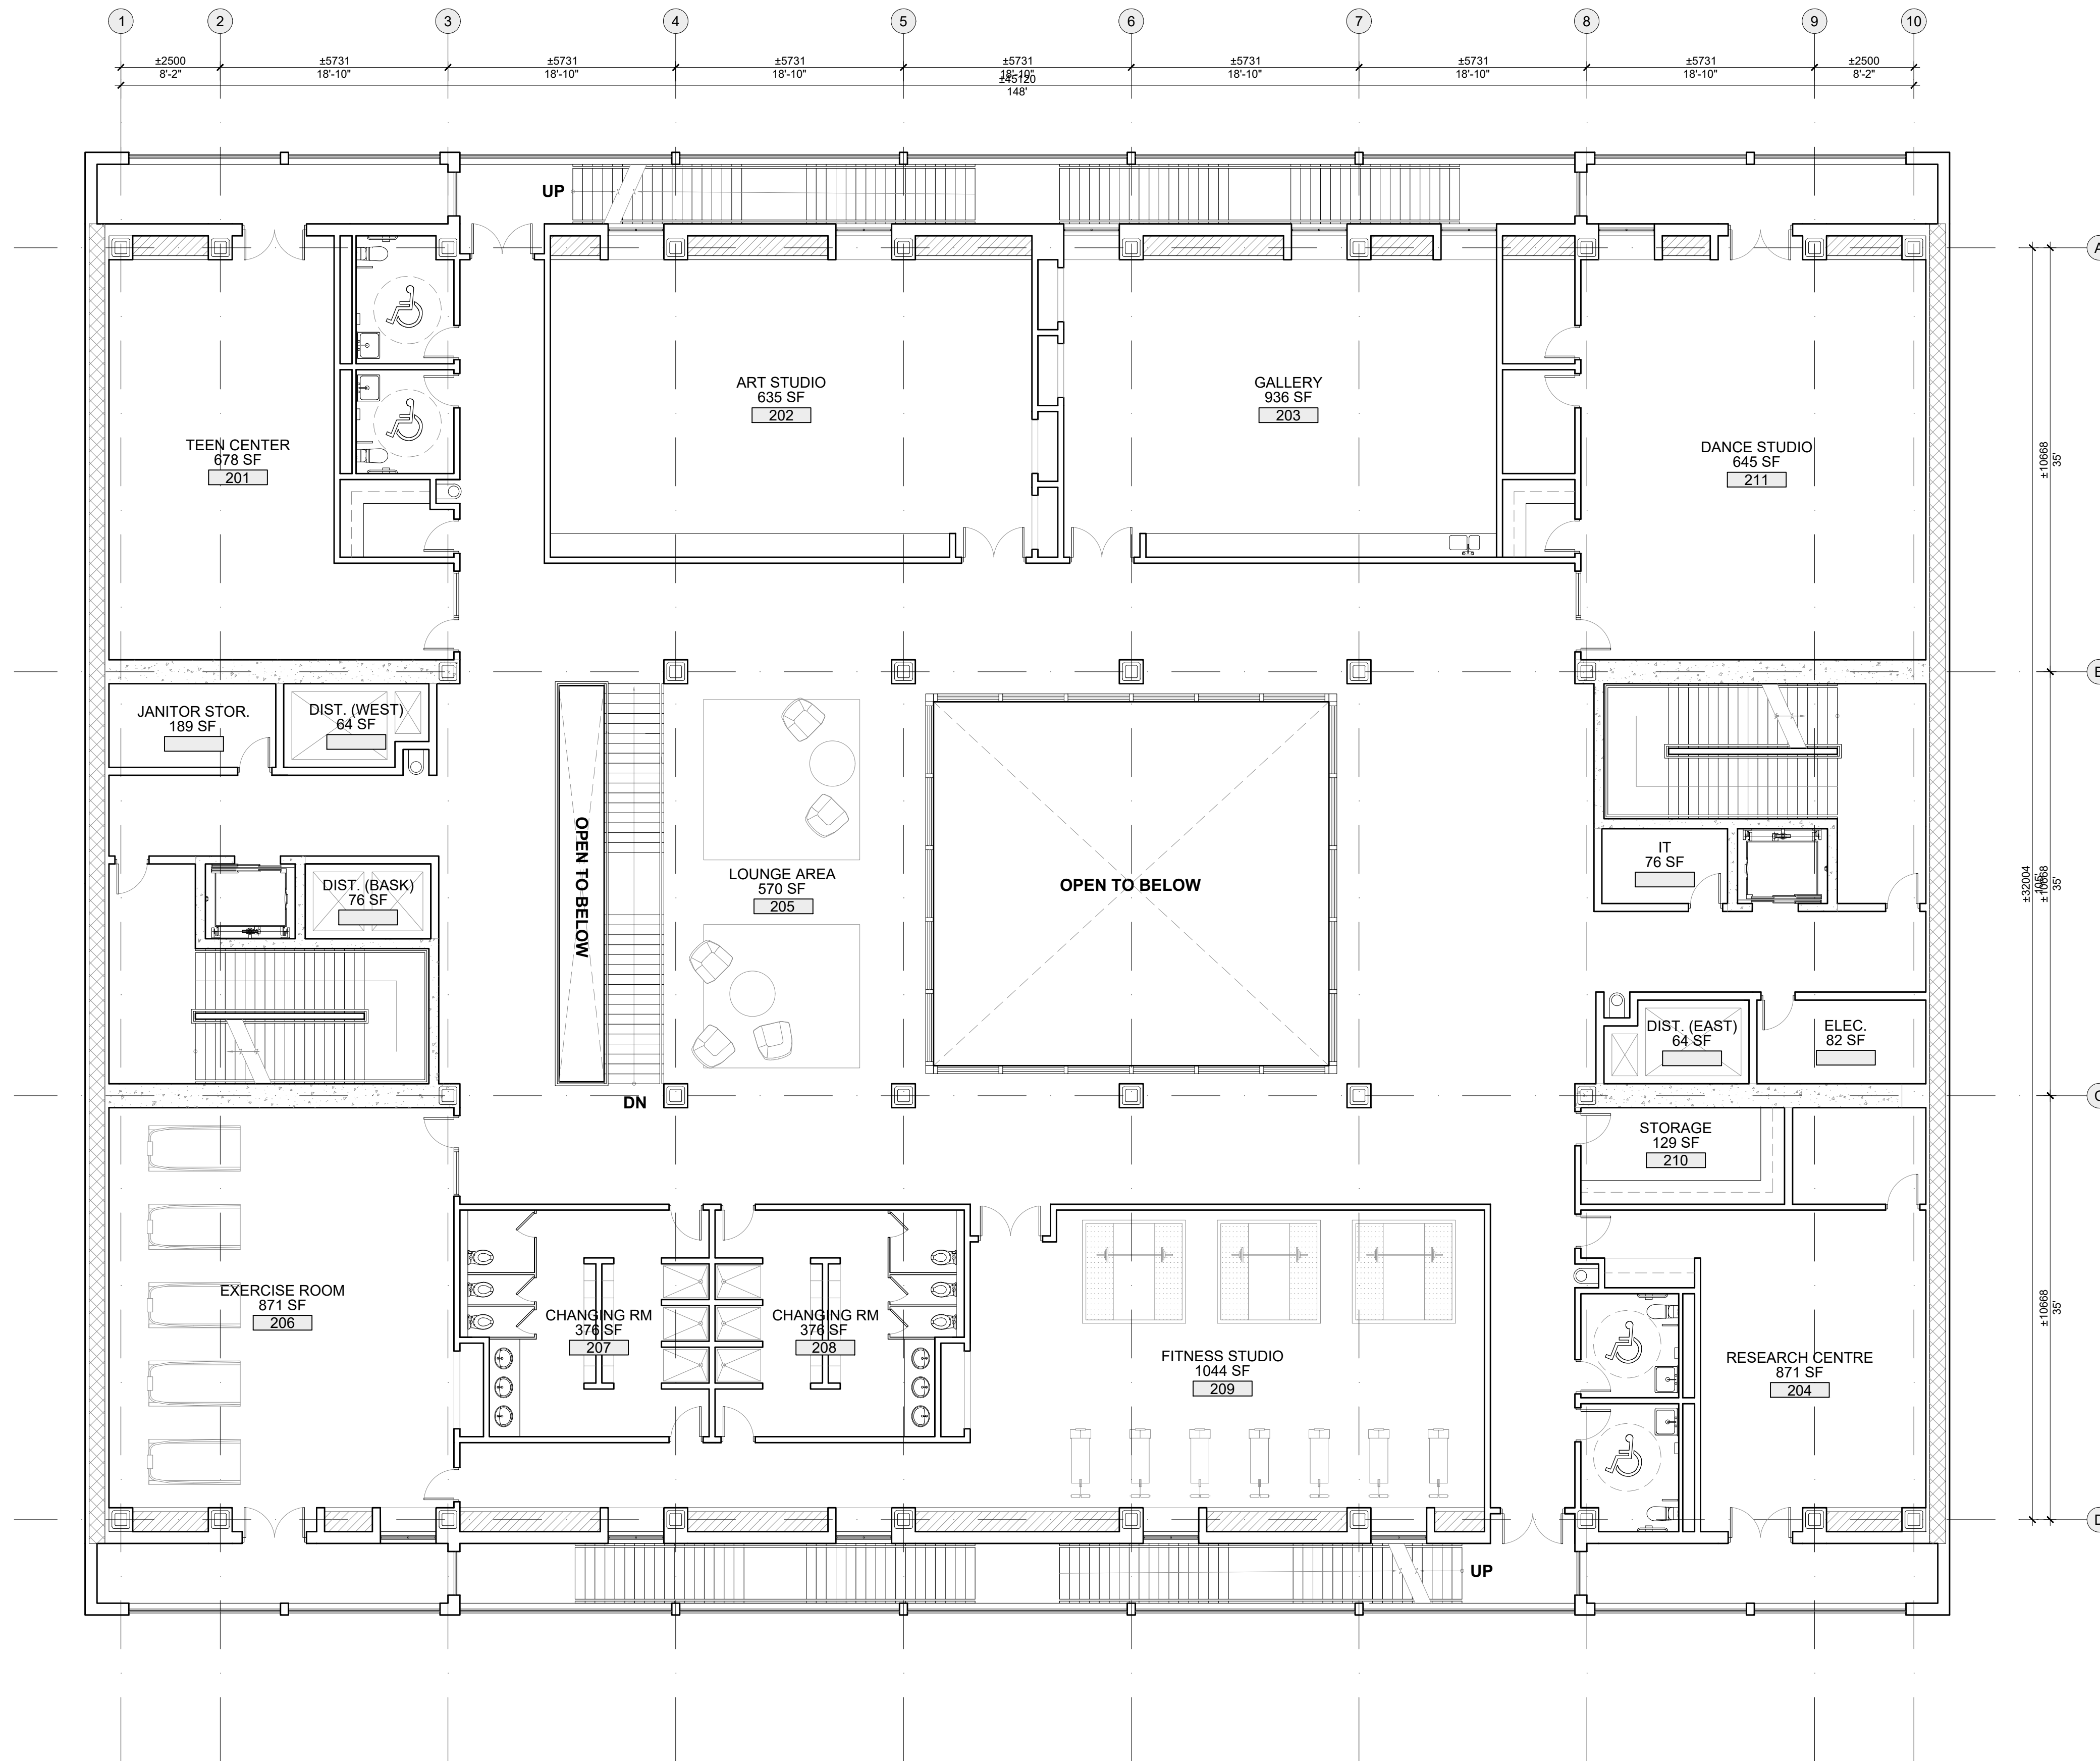 1 2 3 4 5 6 7 8 9 10
±2500 ±5731 ±5731 ±5731 ±5731 ±5731 ±5731 ±5731 ±2500
8'-2" 18'-10" 18'-10" 18'-10" 18'-10" 18'-10" 18'-10" 18'-10" 8'-2"
±45120
148'
UP
A
ART STUDIO
635 SF
202
GALLERY
936 SF
203
TEEN CENTER
678 SF
201
DANCE STUDIO
645 SF
211
±10668
35'
B
JANITOR STOR.
189 SF
DIST. (WEST)
64 SF
OPEN TO BELOW
LOUNGE AREA
570 SF
205
OPEN TO BELOW
IT
76 SF
DIST. (BASK)
76 SF
±32004
105'
±10668
35'
DIST. (EAST)
64 SF
ELEC.
82 SF
DN
C
STORAGE
129 SF
210
EXERCISE ROOM
871 SF
206
CHANGING RM
376 SF
207
CHANGING RM
376 SF
208
FITNESS STUDIO
1044 SF
209
RESEARCH CENTRE
871 SF
204
±10668
35'
D
UP